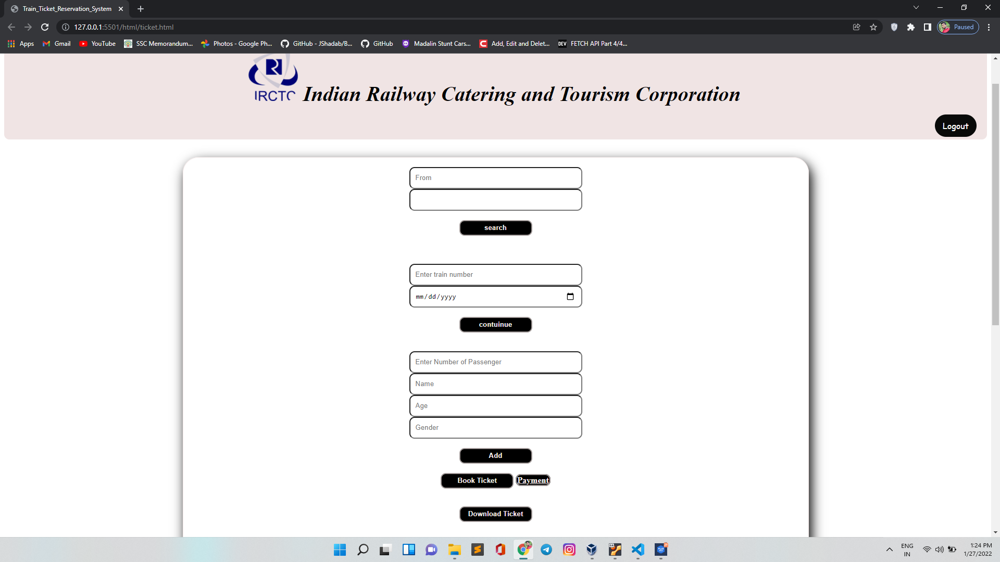 Train_Ticket_Reservation_System
127.0.0.1:5501/html/ticket.html
Paused
Apps
Gmail
YouTube
SSC Memorandum...
Photos - Google Ph...
GitHub - JShadab/B...
GitHub
Madalin Stunt Cars...
Add, Edit and Delet...
DEV
FETCH API Part 4/4...
IRCTC
Indian Railway Catering and Tourism Corporation
Logout
From
search
Enter train number
mm/dd/yyyy
contuinue
Enter Number of Passenger
Name
Age
Gender
Add
Book Ticket Payment
Download Ticket
ENG
IN
1:24 PM
1/27/2022